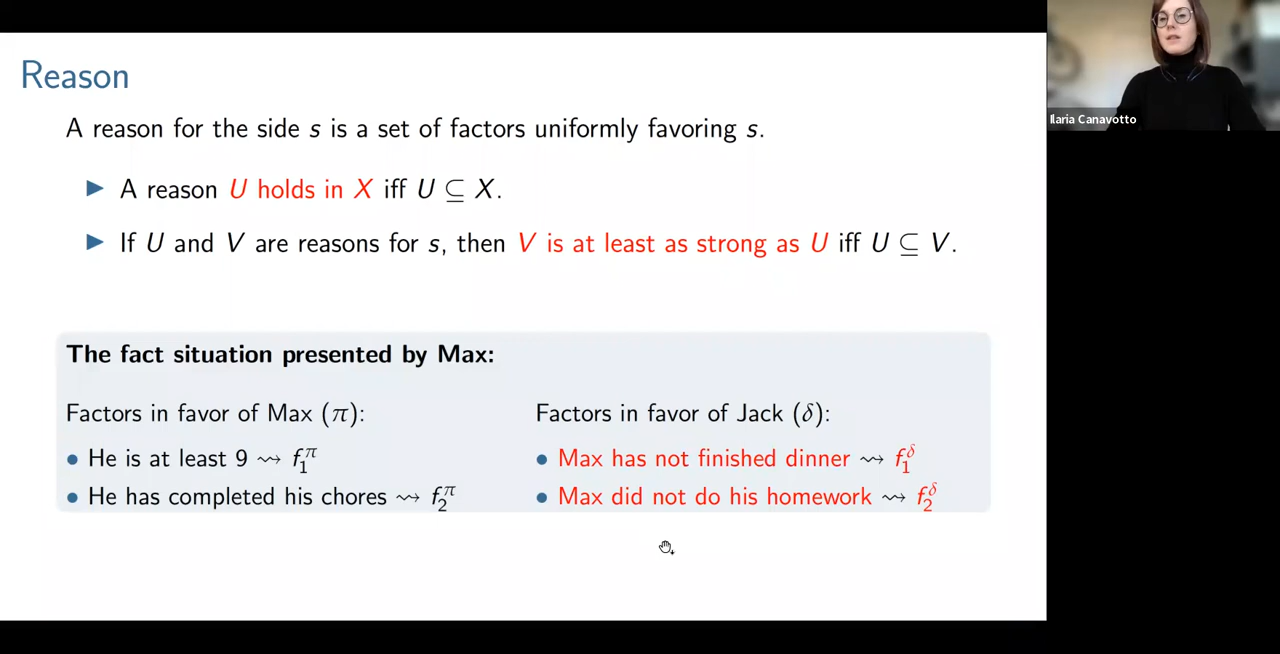 Reason
A reason for the side s is a set of factors uniformly favoring s.
▶ A reason U holds in X iff U ⊆ X.
▶ If U and V are reasons for s, then V is at least as strong as U iff U ⊆ V.
The fact situation presented by Max:
Factors in favor of Max (π):
• He is at least 9 ⇝ f₁^π
• He has completed his chores ⇝ f₂^π
Factors in favor of Jack (δ):
• Max has not finished dinner ⇝ f₁^δ
• Max did not do his homework ⇝ f₂^δ
Ilaria Canavotto